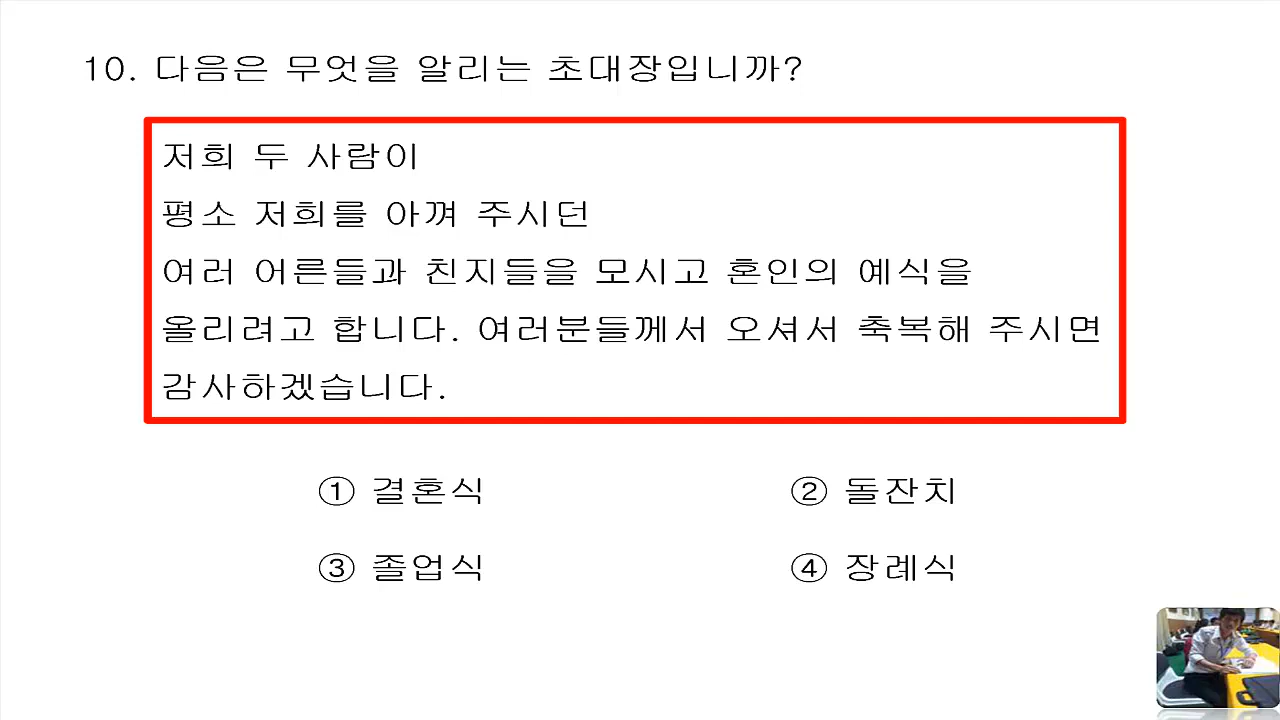 10. 다음은 무엇을 알리는 초대장입니까?
저희 두 사람이
평소 저희를 아껴 주시던
여러 어른들과 친지들을 모시고 혼인의 예식을
올리려고 합니다. 여러분들께서 오셔서 축복해 주시면
감사하겠습니다.
① 결혼식 ② 돌잔치
③ 졸업식 ④ 장례식